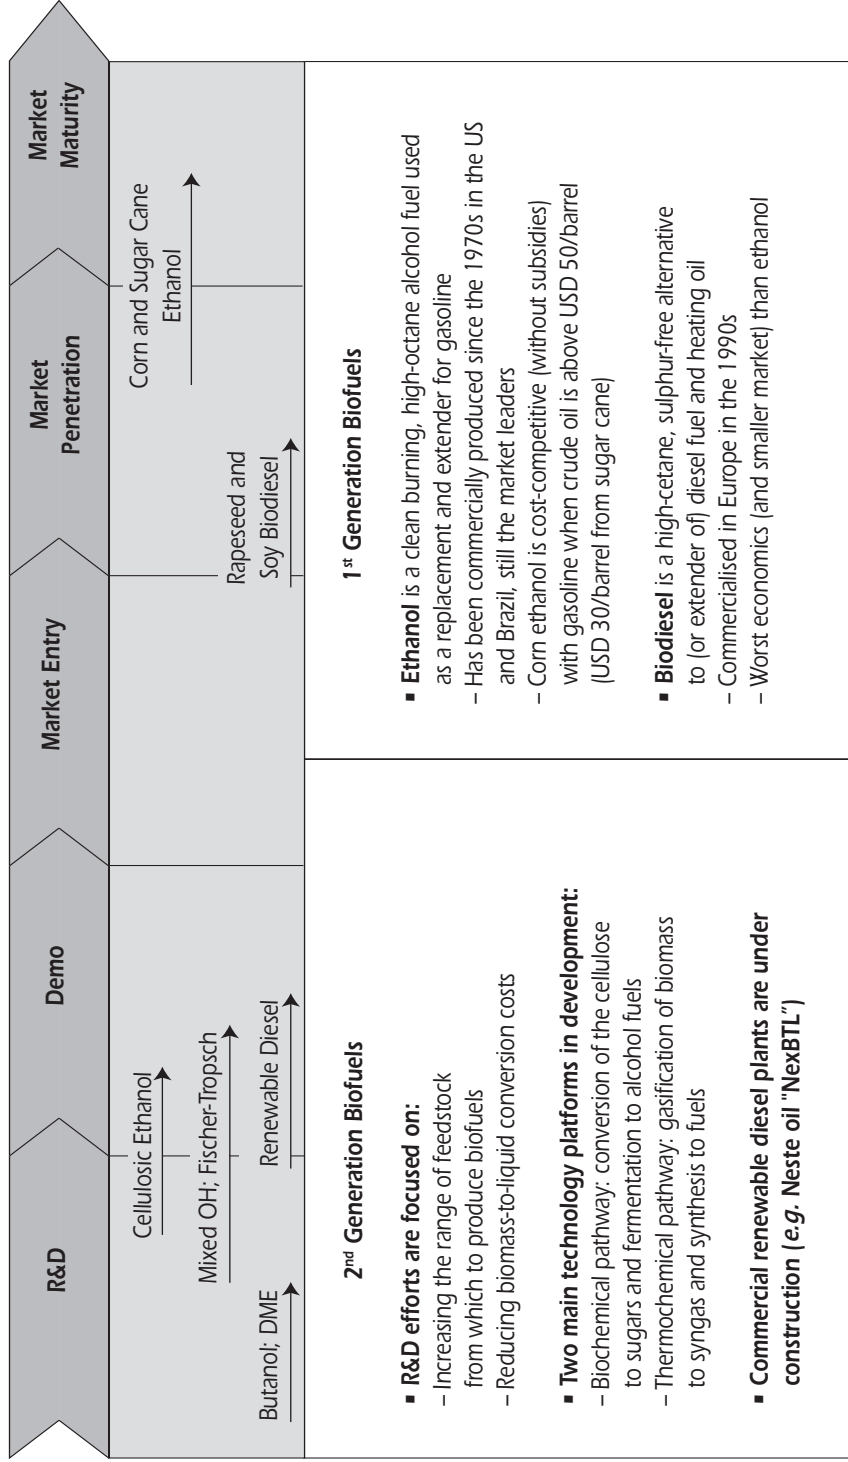 R&D
Demo
Market Entry
Market
Penetration
Market
Maturity
Cellulosic Ethanol
Mixed OH; Fischer-Tropsch
Butanol; DME
Renewable Diesel
Rapeseed and
Soy Biodiesel
Corn and Sugar Cane
Ethanol
2nd Generation Biofuels
▪ R&D efforts are focused on:
– Increasing the range of feedstock
from which to produce biofuels
– Reducing biomass-to-liquid conversion costs
▪ Two main technology platforms in development:
– Biochemical pathway: conversion of the cellulose
to sugars and fermentation to alcohol fuels
– Thermochemical pathway: gasification of biomass
to syngas and synthesis to fuels
▪ Commercial renewable diesel plants are under
construction (e.g. Neste oil "NexBTL")
1st Generation Biofuels
▪ Ethanol is a clean burning, high-octane alcohol fuel used
as a replacement and extender for gasoline
– Has been commercially produced since the 1970s in the US
and Brazil, still the market leaders
– Corn ethanol is cost-competitive (without subsidies)
with gasoline when crude oil is above USD 50/barrel
(USD 30/barrel from sugar cane)
▪ Biodiesel is a high-cetane, sulphur-free alternative
to (or extender of) diesel fuel and heating oil
– Commercialised in Europe in the 1990s
– Worst economics (and smaller market) than ethanol